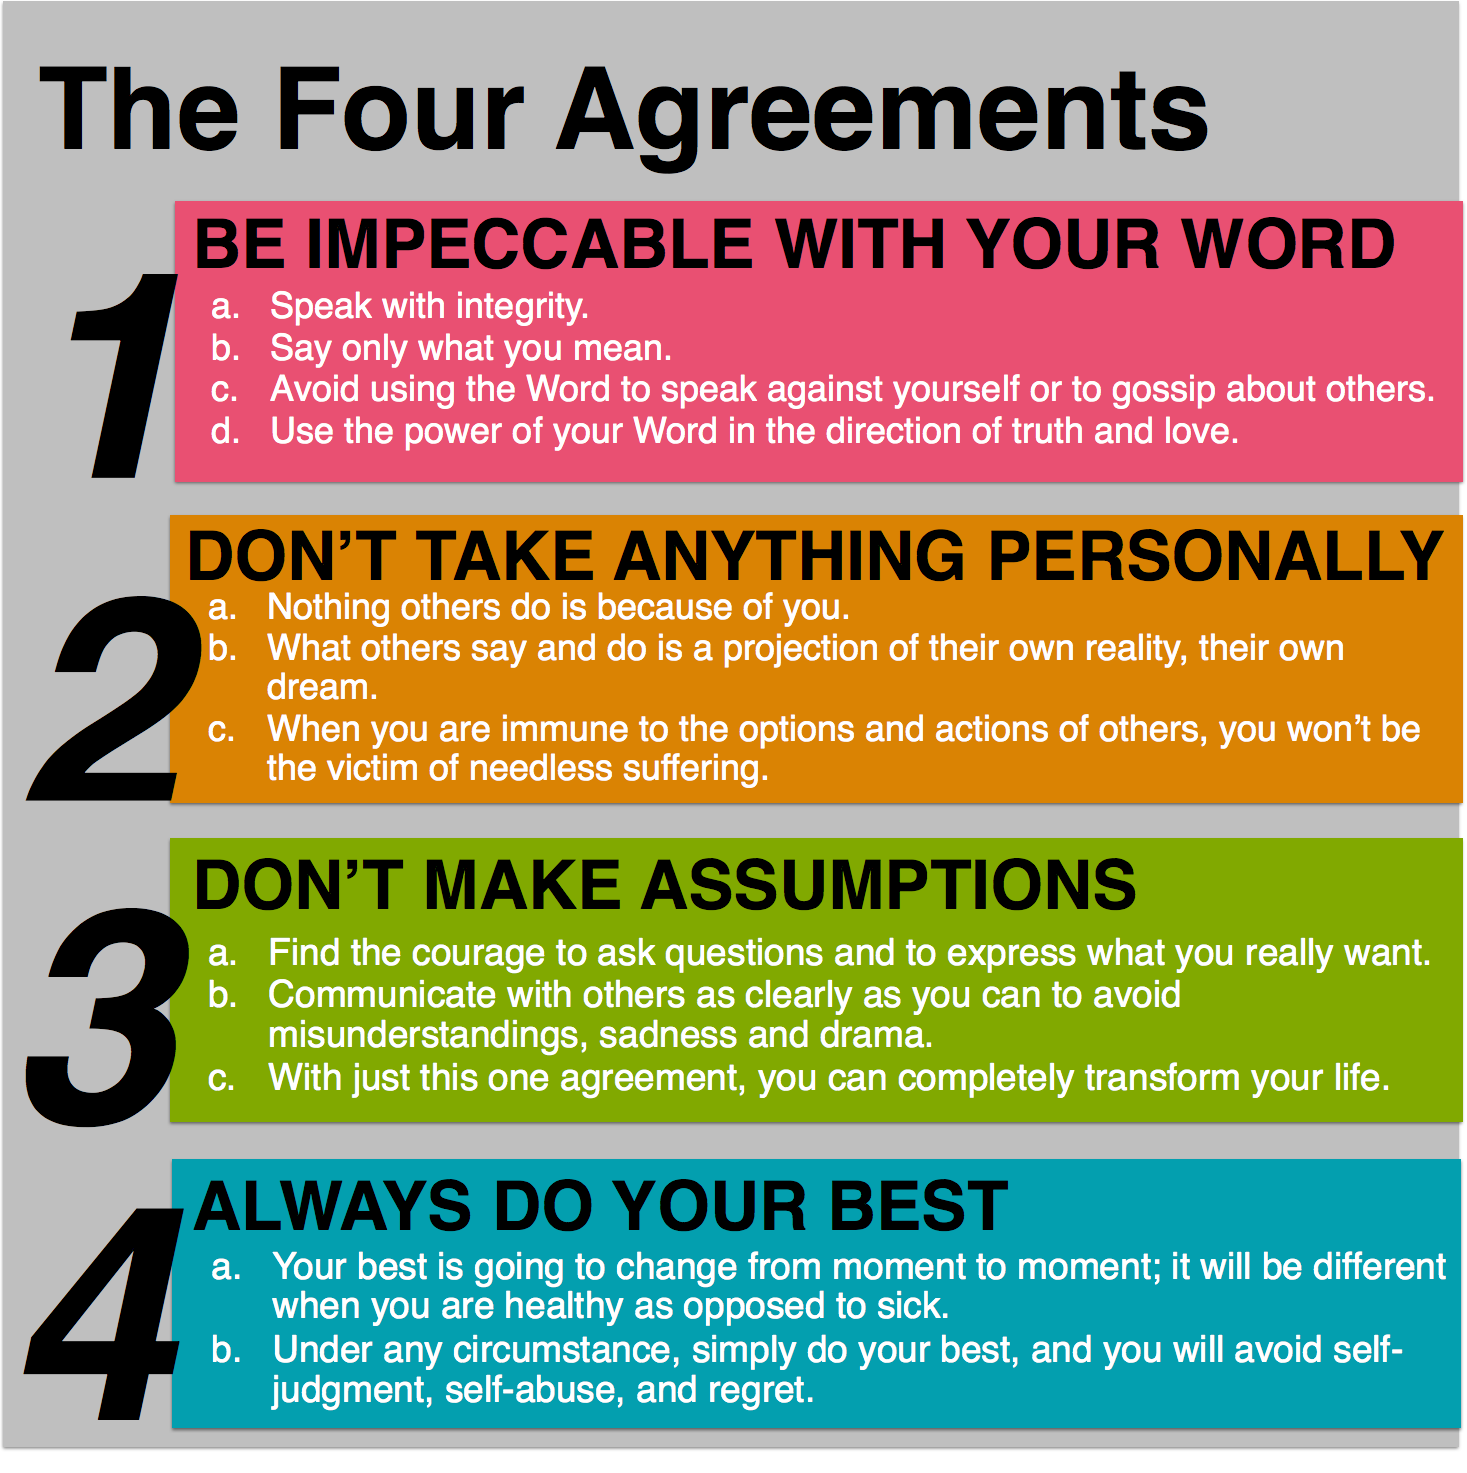 The Four Agreements
1
BE IMPECCABLE WITH YOUR WORD
a. Speak with integrity.
b. Say only what you mean.
c. Avoid using the Word to speak against yourself or to gossip about others.
d. Use the power of your Word in the direction of truth and love.
2
DON’T TAKE ANYTHING PERSONALLY
a. Nothing others do is because of you.
b. What others say and do is a projection of their own reality, their own
dream.
c. When you are immune to the options and actions of others, you won’t be
the victim of needless suffering.
3
DON’T MAKE ASSUMPTIONS
a. Find the courage to ask questions and to express what you really want.
b. Communicate with others as clearly as you can to avoid
misunderstandings, sadness and drama.
c. With just this one agreement, you can completely transform your life.
4
ALWAYS DO YOUR BEST
a. Your best is going to change from moment to moment; it will be different
when you are healthy as opposed to sick.
b. Under any circumstance, simply do your best, and you will avoid self-
judgment, self-abuse, and regret.